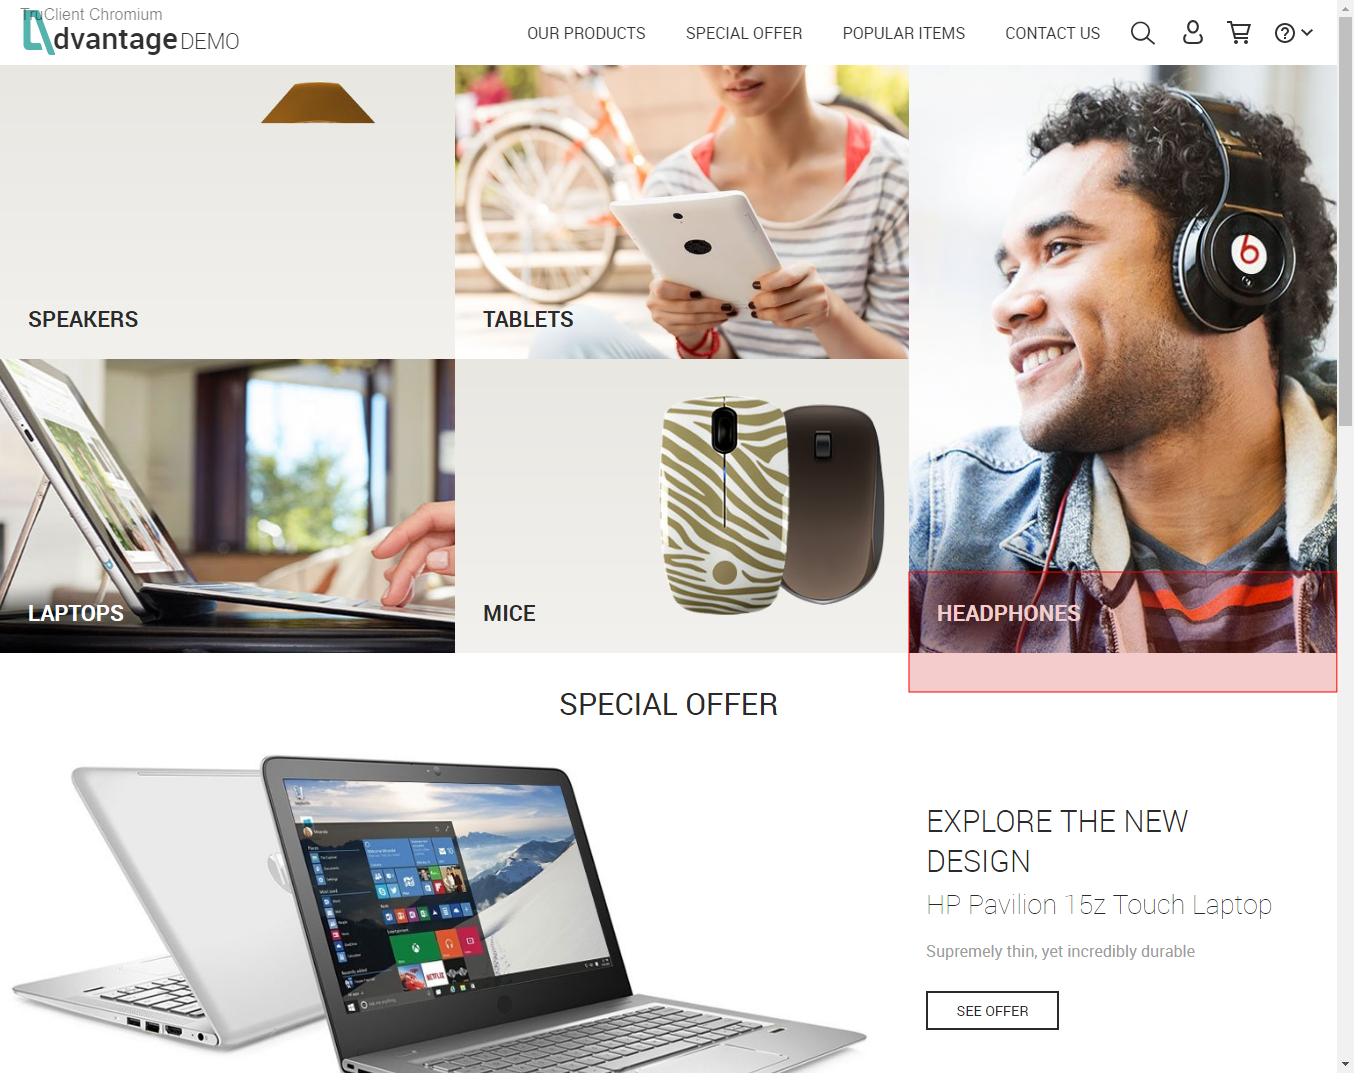 TruClient Chromium
dvantage DEMO
OUR PRODUCTS
SPECIAL OFFER
POPULAR ITEMS
CONTACT US
SPEAKERS
TABLETS
LAPTOPS
MICE
HEADPHONES
SPECIAL OFFER
EXPLORE THE NEW
DESIGN
HP Pavilion 15z Touch Laptop
Supremely thin, yet incredibly durable
SEE OFFER
NETFLIX